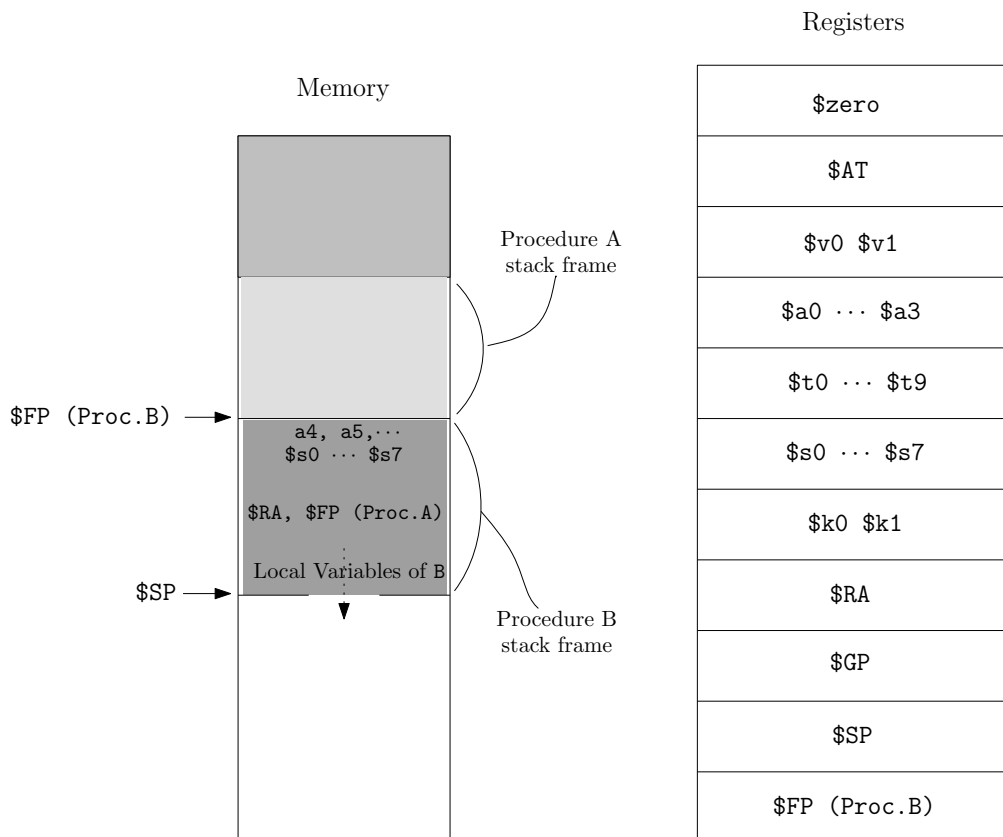 Registers
Memory
$zero
$AT
$v0 $v1
$a0 ··· $a3
$t0 ··· $t9
$s0 ··· $s7
$k0 $k1
$RA
$GP
$SP
$FP (Proc.B)
Procedure A
stack frame
$FP (Proc.B)
a4, a5,···
$s0 ··· $s7
$RA, $FP (Proc.A)
Local Variables of B
$SP
Procedure B
stack frame